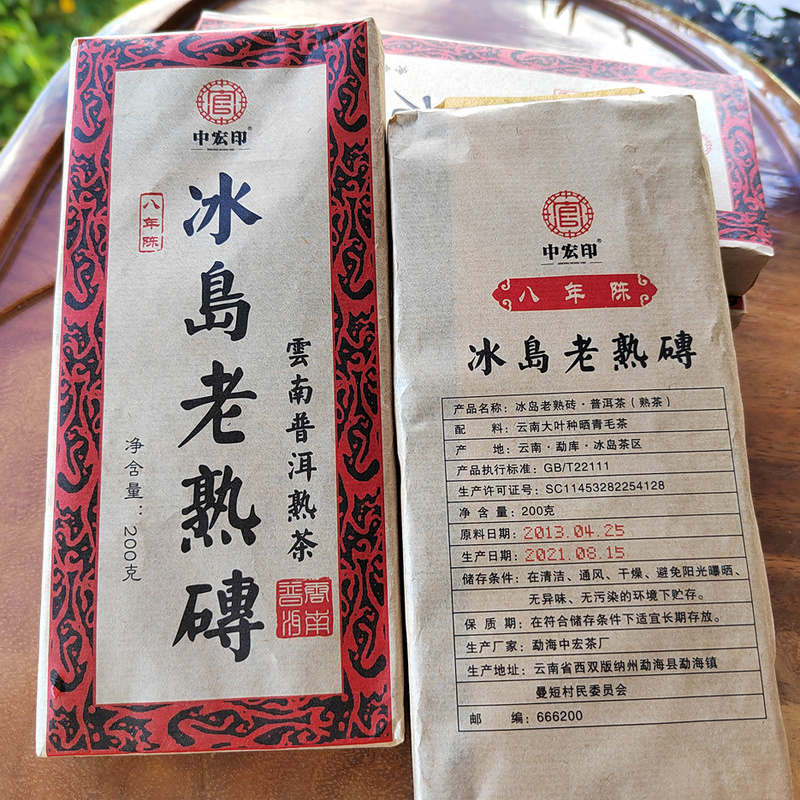 中宏印®
八年陈
冰島老熟磚
雲南普洱熟茶
净含量：200克
雲南
普洱
中宏印®
八年陈
冰島老熟磚
产品名称：冰岛老熟砖·普洱茶（熟茶）
配 料：云南大叶种晒青毛茶
产 地：云南·勐库·冰岛茶区
产品执行标准：GB/T22111
生产许可证号：SC11453282254128
净 含 量：200克
原料日期：2013.04.25
生产日期：2021.08.15
储存条件：在清洁、通风、干燥、避免阳光曝晒、
无异味、无污染的环境下贮存。
保 质 期：在符合储存条件下适宜长期存放。
生产厂家：勐海中宏茶厂
生产地址：云南省西双版纳州勐海县勐海镇
曼短村民委员会
邮 编：666200